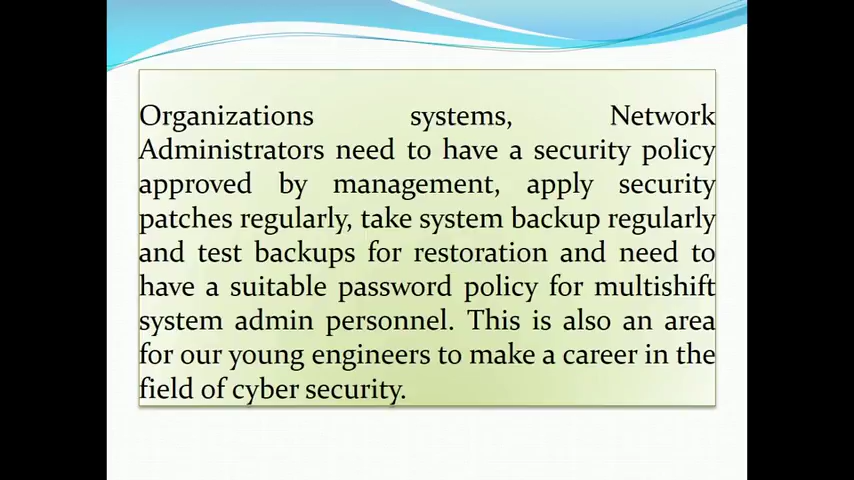 Organizations systems, Network
Administrators need to have a security policy
approved by management, apply security
patches regularly, take system backup regularly
and test backups for restoration and need to
have a suitable password policy for multishift
system admin personnel. This is also an area
for our young engineers to make a career in the
field of cyber security.